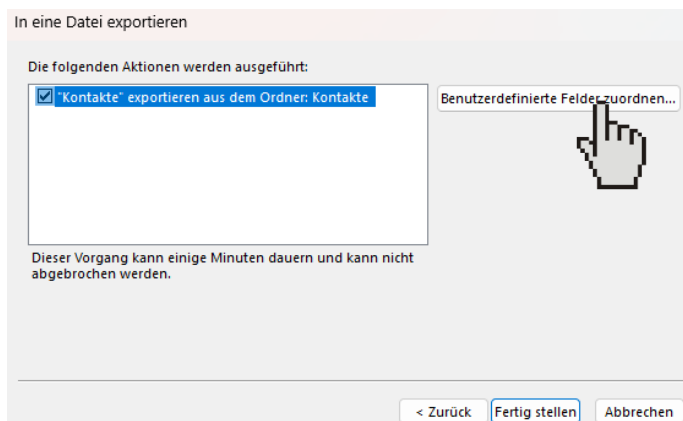 In eine Datei exportieren
Die folgenden Aktionen werden ausgeführt:
"Kontakte" exportieren aus dem Ordner: Kontakte
Benutzerdefinierte Felder zuordnen...
Dieser Vorgang kann einige Minuten dauern und kann nicht
abgebrochen werden.
< Zurück
Fertig stellen
Abbrechen